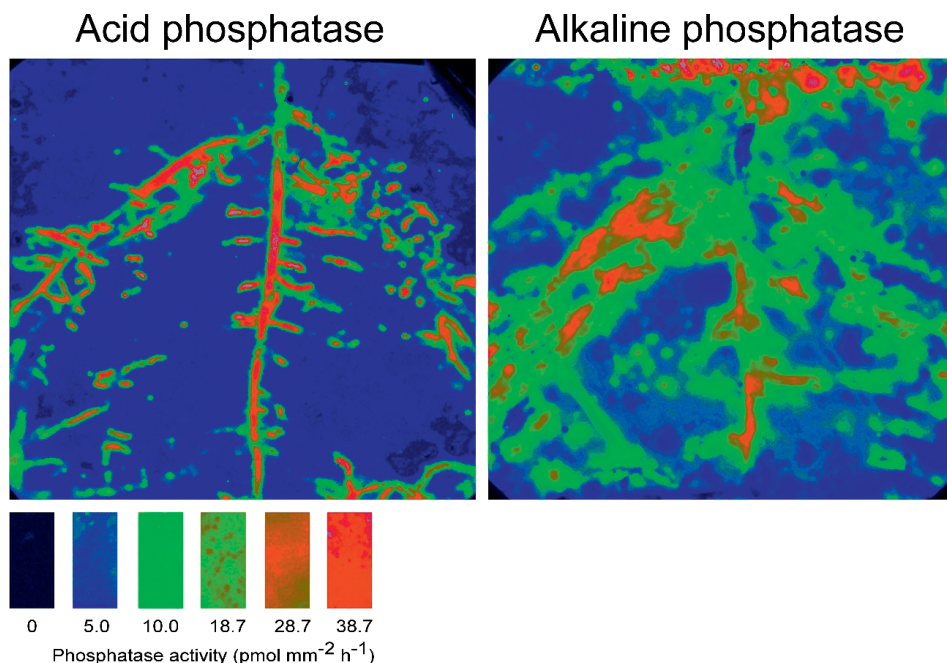 Acid phosphatase
Alkaline phosphatase
0 5.0 10.0 18.7 28.7 38.7
Phosphatase activity (pmol mm⁻² h⁻¹)